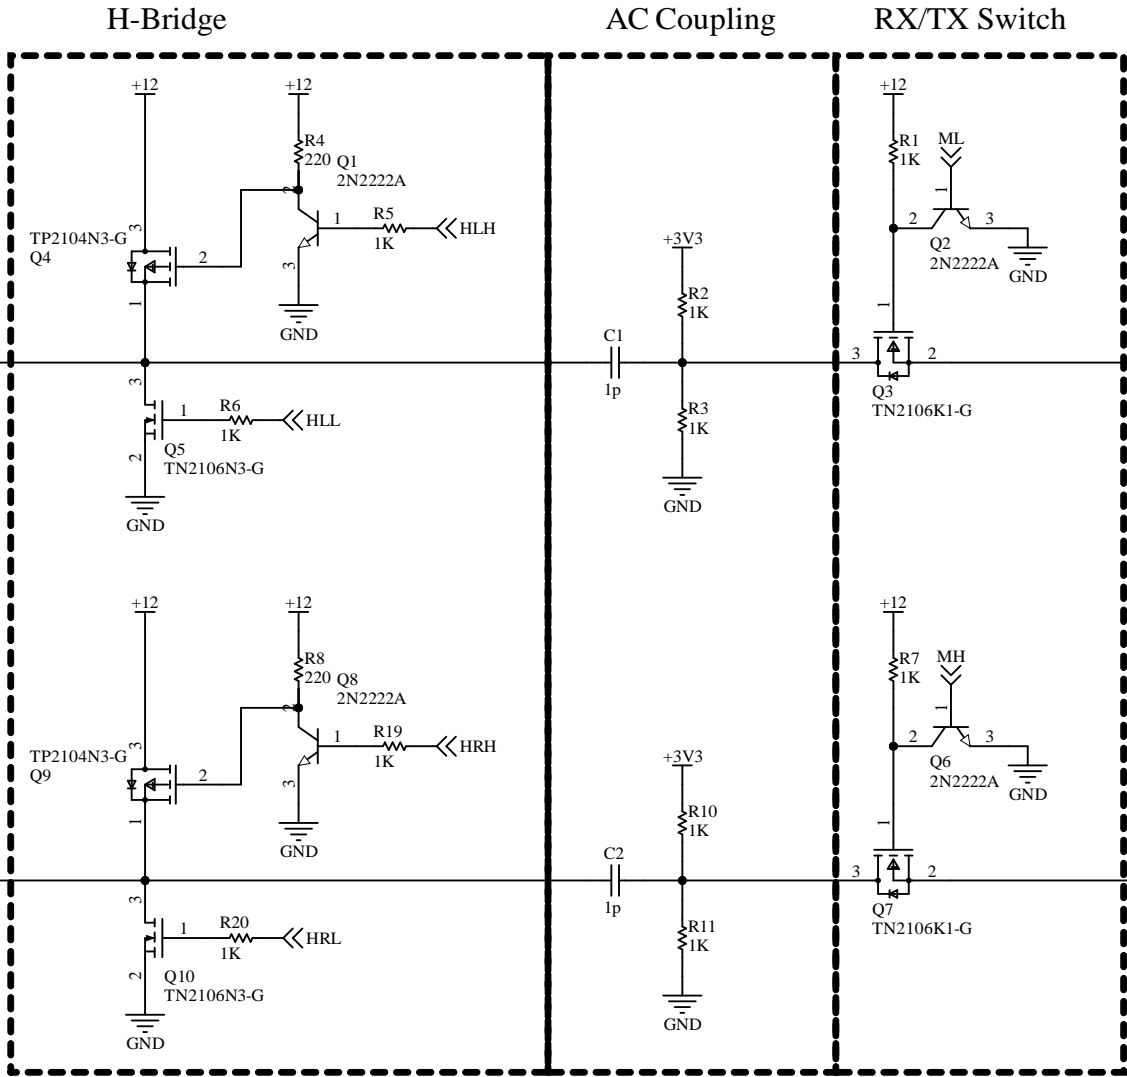 H-Bridge
AC Coupling
RX/TX Switch
+12
R4
220
Q1
2N2222A
2
3
TP2104N3-G
Q4
2
1
1
R5
1K
HLH
3
GND
3
R6
1K
1
HLL
Q5
TN2106N3-G
2
GND
+3V3
R2
1K
C1
1p
R3
1K
GND
+12
R1
1K
ML
1
2
3
Q2
2N2222A
GND
1
3
2
Q3
TN2106K1-G
+12
+12
R8
220
Q8
2N2222A
2
3
TP2104N3-G
Q9
2
1
1
R19
1K
HRH
3
GND
3
R20
1K
1
HRL
Q10
TN2106N3-G
2
GND
+3V3
R10
1K
C2
1p
R11
1K
GND
+12
R7
1K
MH
1
2
3
Q6
2N2222A
GND
1
3
2
Q7
TN2106K1-G
+12